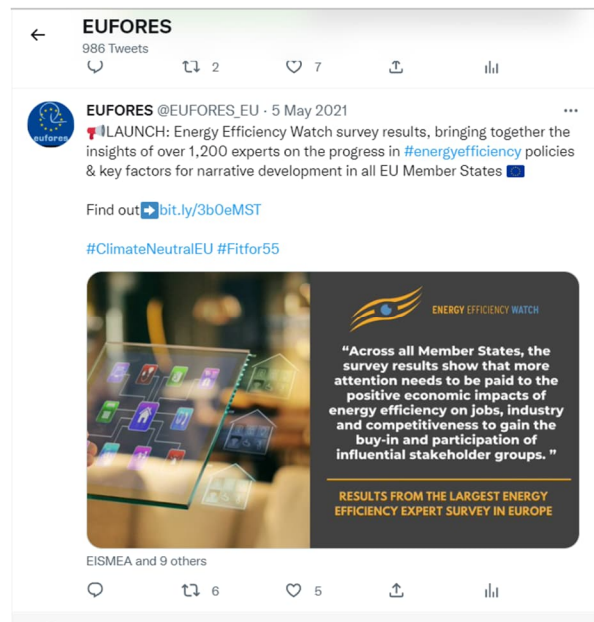 EUFORES
986 Tweets
2 7
eufores
EUFORES @EUFORES_EU · 5 May 2021
LAUNCH: Energy Efficiency Watch survey results, bringing together the
insights of over 1,200 experts on the progress in #energyefficiency policies
& key factors for narrative development in all EU Member States
Find out bit.ly/3b0eMST
#ClimateNeutralEU #Fitfor55
ENERGY EFFICIENCY WATCH
“Across all Member States, the
survey results show that more
attention needs to be paid to the
positive economic impacts of
energy efficiency on jobs, industry
and competitiveness to gain the
buy-in and participation of
influential stakeholder groups. ”
RESULTS FROM THE LARGEST ENERGY
EFFICIENCY EXPERT SURVEY IN EUROPE
EISMEA and 9 others
6 5